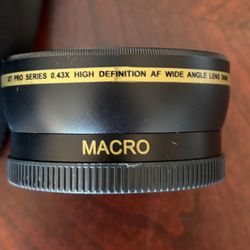 PRO SERIES 0.43X HIGH DEFINITION AF WIDE ANGLE LENS
MACRO